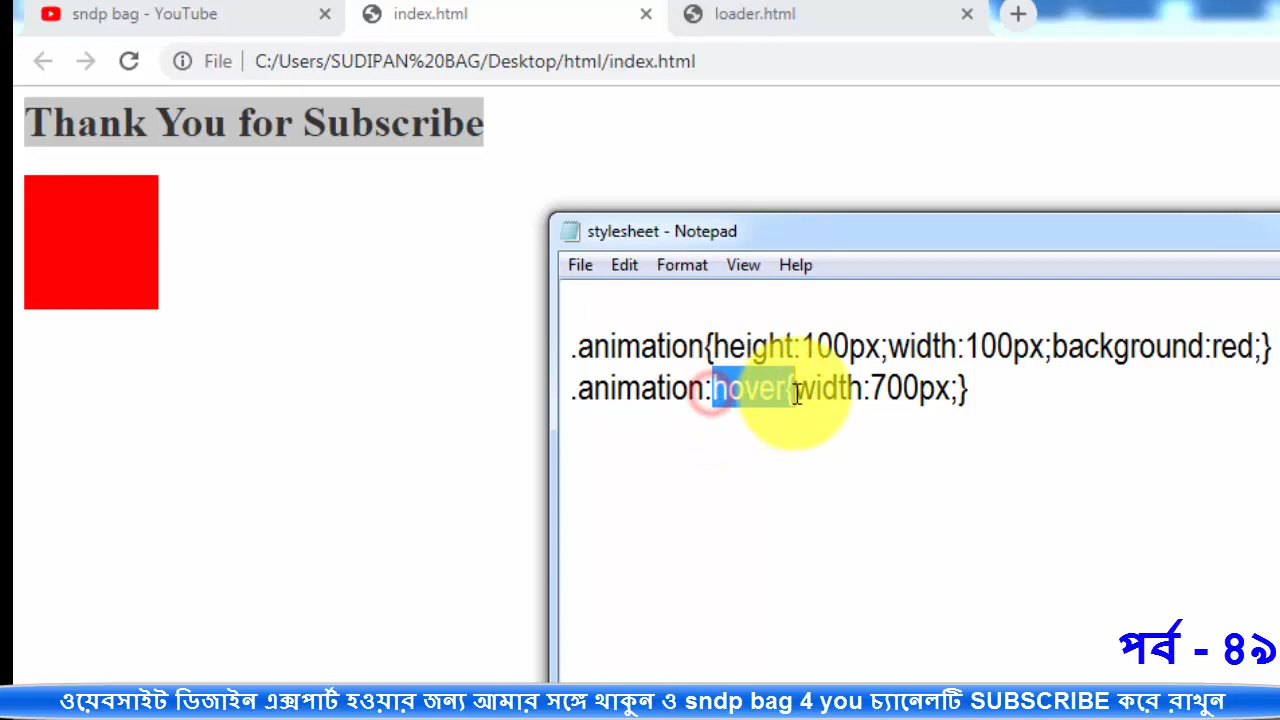 sndp bag - YouTube
index.html
loader.html
File
C:/Users/SUDIPAN%20BAG/Desktop/html/index.html
Thank You for Subscribe
stylesheet - Notepad
File Edit Format View Help
.animation{height:100px;width:100px;background:red;}
.animation:hover{width:700px;}
পর্ব - ৪৯
ওয়েবসাইট ডিজাইন এক্সপার্ট হওয়ার জন্য আমার সঙ্গে থাকুন ও sndp bag 4 you চ্যানেলটি SUBSCRIBE করে রাখুন